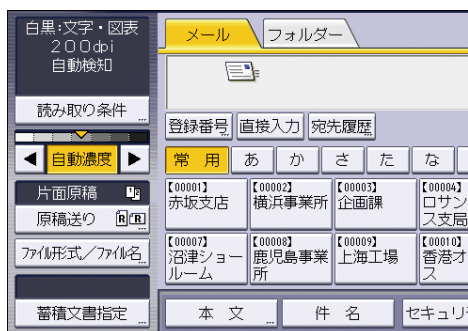 白黒:文字・図表
200dpi
自動検知
読み取り条件
自動濃度
片面原稿
原稿送り
ファイル形式/ファイル名
蓄積文書指定
メール
フォルダー
登録番号
直接入力
宛先履歴
常用
あ
か
さ
た
な
【00001】
赤坂支店
【00002】
横浜事業所
【00003】
企画課
【00004】
ロサン
ス支局
【00007】
沼津ショー
ルーム
【00008】
鹿児島事業
所
【00009】
上海工場
【00010】
香港オ
ス
本文
件名
セキュリ